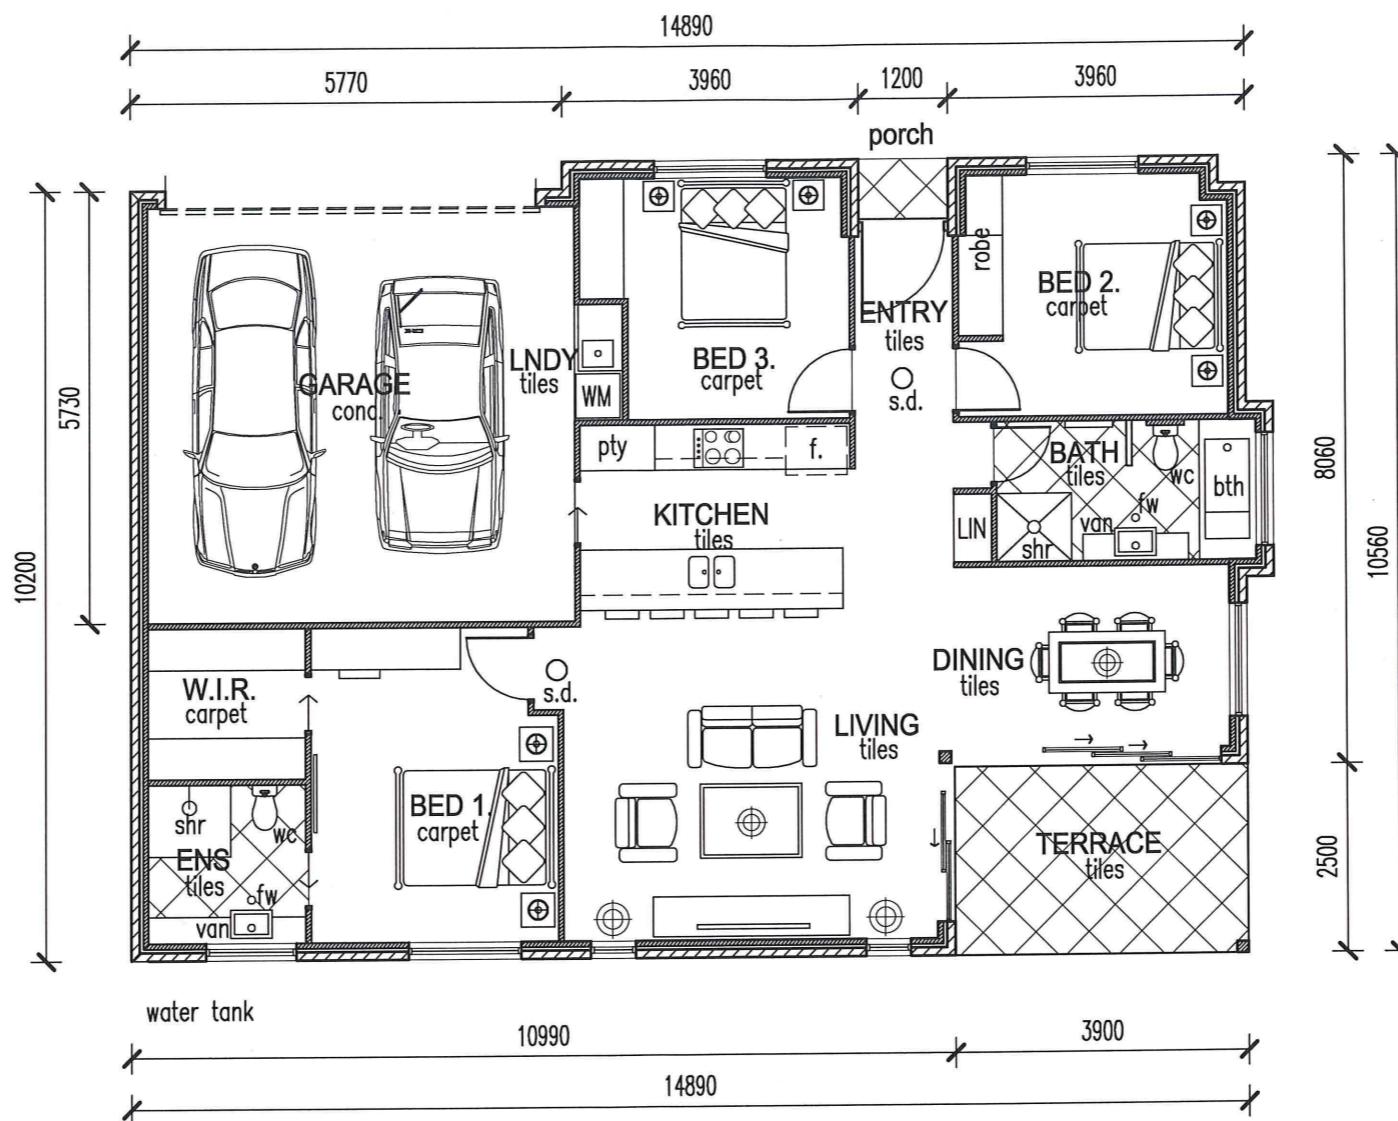 14890
5770
3960
1200
3960
porch
robe
BED 2.
carpet
ENTRY
tiles
LNDY
tiles
BED 3.
carpet
GARAGE
conc.
WM
s.d.
5730
10200
8060
10560
pty
f.
BATH
tiles
wc
bth
KITCHEN
tiles
LIN
shr
van
fw
DINING
tiles
W.I.R.
carpet
s.d.
LIVING
tiles
BED 1.
carpet
shr
wc
ENS
tiles
fw
van
TERRACE
tiles
2500
water tank
10990
3900
14890